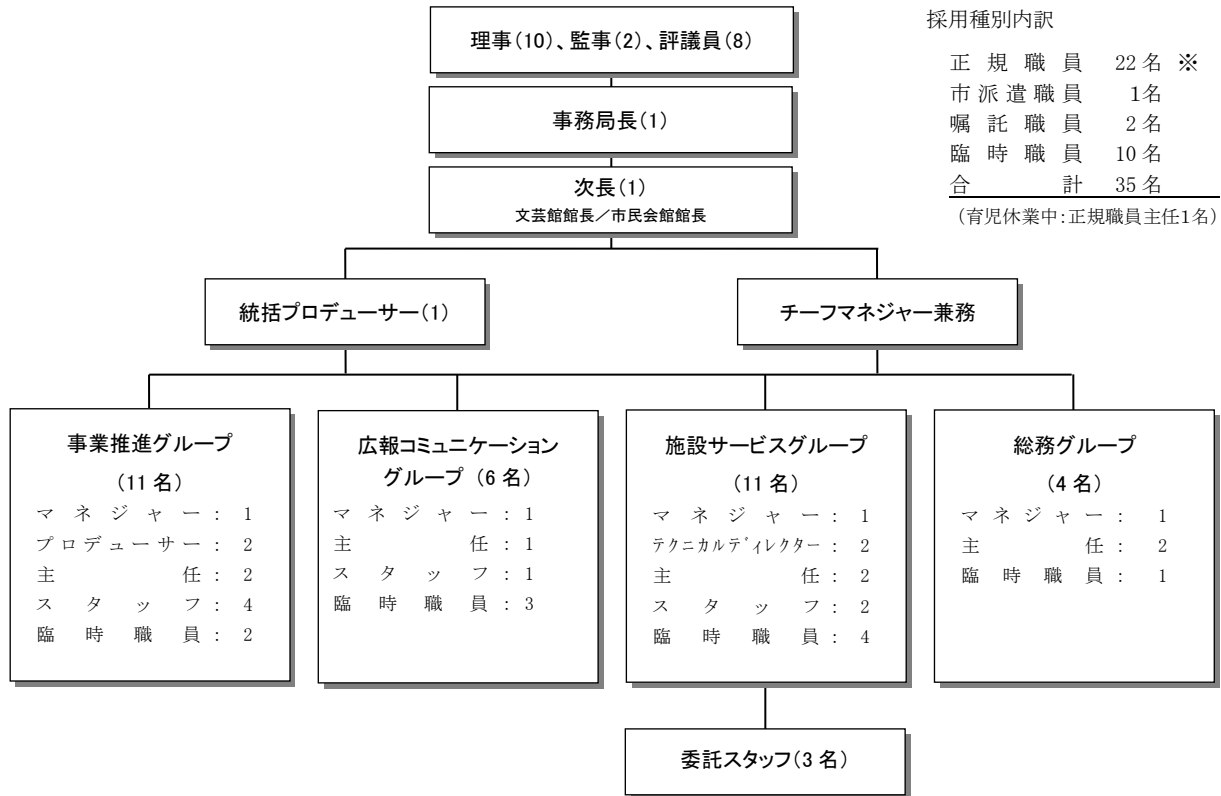 理事(10)、監事(2)、評議員(8)
事務局長(1)
次長(1)
文芸館館長／市民会館館長
統括プロデューサー(1)
チーフマネジャー兼務
採用種別内訳
正規職員 22名 ※
市派遣職員 1名
嘱託職員 2名
臨時職員 10名
合計 35名
(育児休業中:正規職員主任1名)
事業推進グループ
(11名)
マネジャー: 1
プロデューサー: 2
主任: 2
スタッフ: 4
臨時職員: 2
広報コミュニケーション
グループ (6名)
マネジャー: 1
主任: 1
スタッフ: 1
臨時職員: 3
施設サービスグループ
(11名)
マネジャー: 1
テクニカルディレクター: 2
主任: 2
スタッフ: 2
臨時職員: 4
総務グループ
(4名)
マネジャー: 1
主任: 2
臨時職員: 1
委託スタッフ(3名)